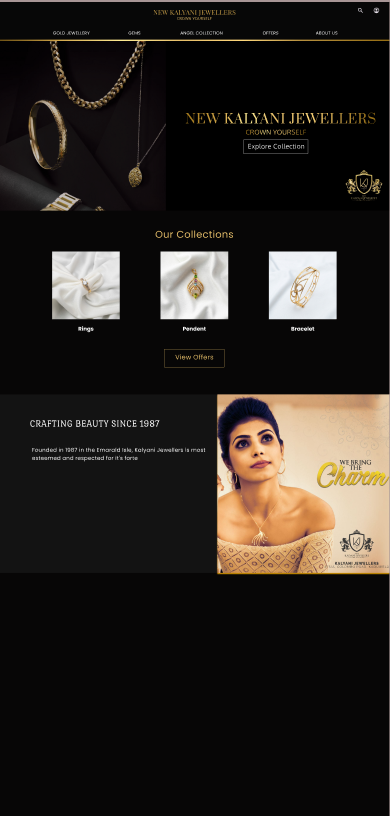 NEW KALYANI JEWELLERS
CROWN YOURSELF
GOLD JEWELLERY GEMS ANGEL COLLECTION OFFERS ABOUT US
NEW KALYANI JEWELLERS
CROWN YOURSELF
Explore Collection
Our Collections
Rings Pendent Bracelet
View Offers
CRAFTING BEAUTY SINCE 1987
Founded in 1987 in the Emarald Isle, Kalyani Jewellers is most
esteemed and respected for it's forte
WE BRING
THE
Charm
KALYANI JEWELLERS